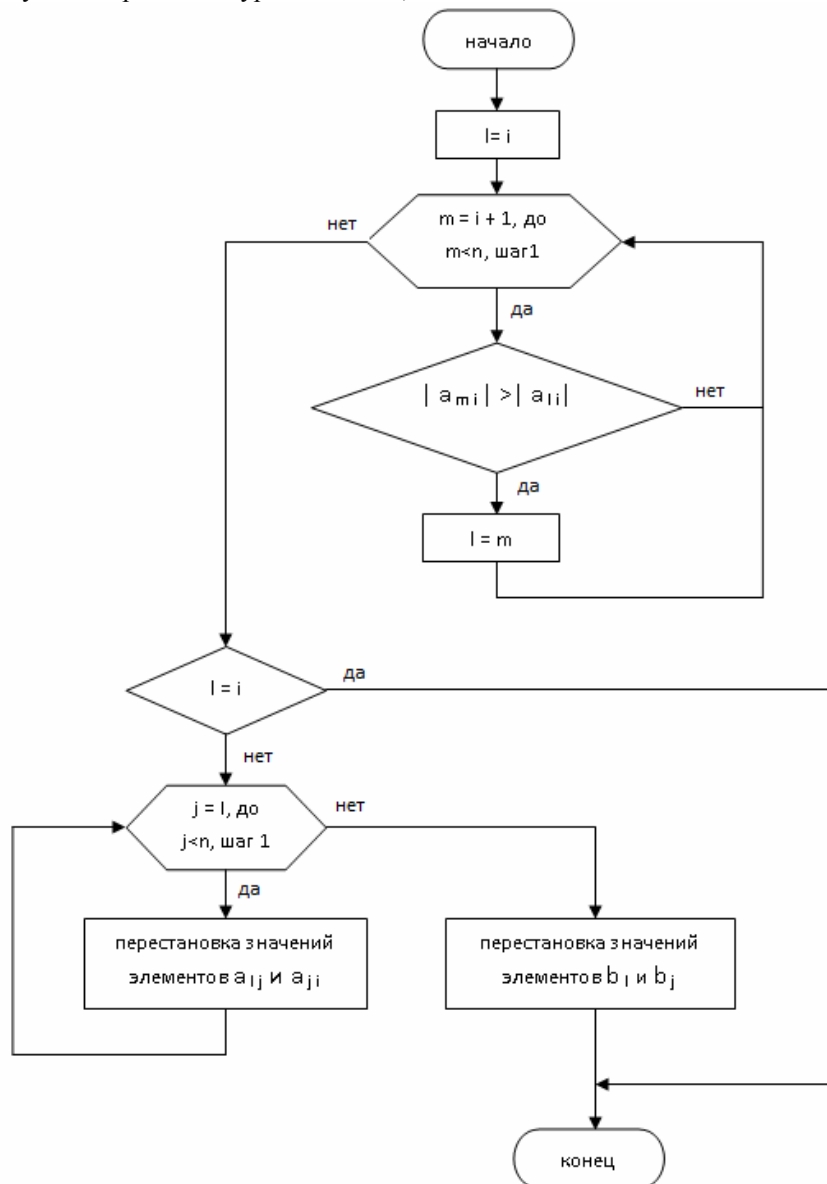 начало
l= i
m = i + 1, до
m<n, шаг1
нет
да
| a m i | >| a l i |
нет
да
l = m
l = i
да
нет
j = l, до
j<n, шаг 1
нет
да
перестановка значений
элементов a l j и a j i
перестановка значений
элементов b l и b j
конец